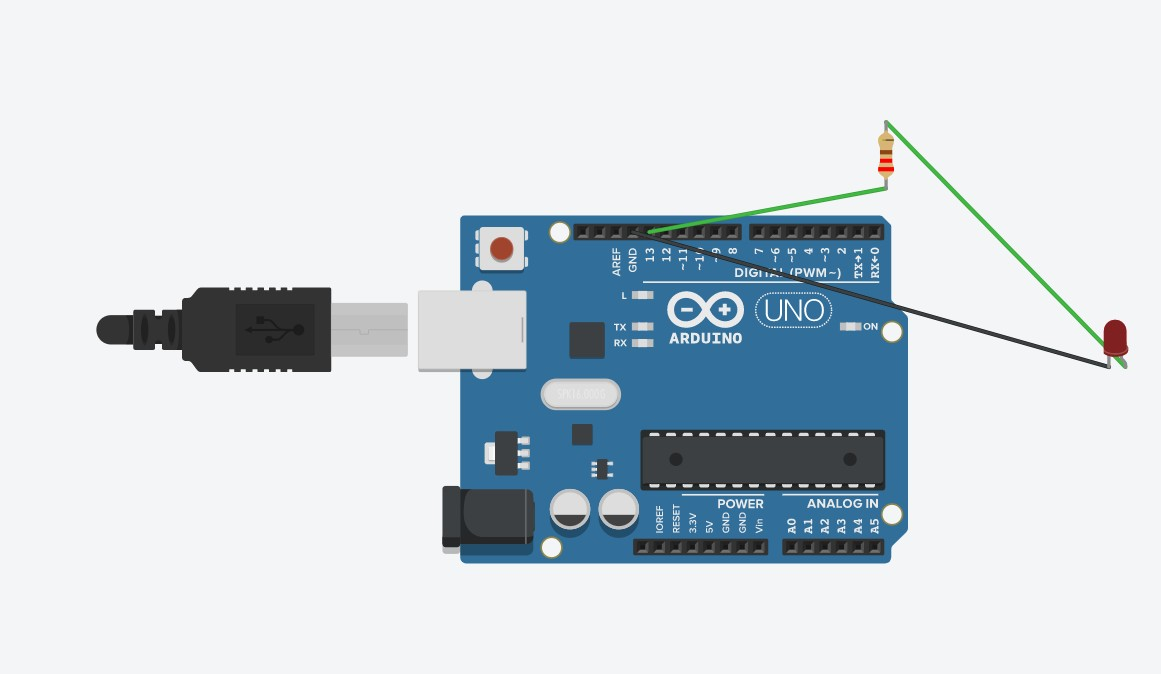 AREF
GND
13
12
~11
~10
~9
8
7
~6
~5
4
~3
2
TX→1
RX←0
DIGITAL (PWM~)
L
TX
RX
ARDUINO
UNO
ON
POWER
ANALOG IN
IOREF
RESET
3.3V
5V
GND
GND
Vin
A0
A1
A2
A3
A4
A5